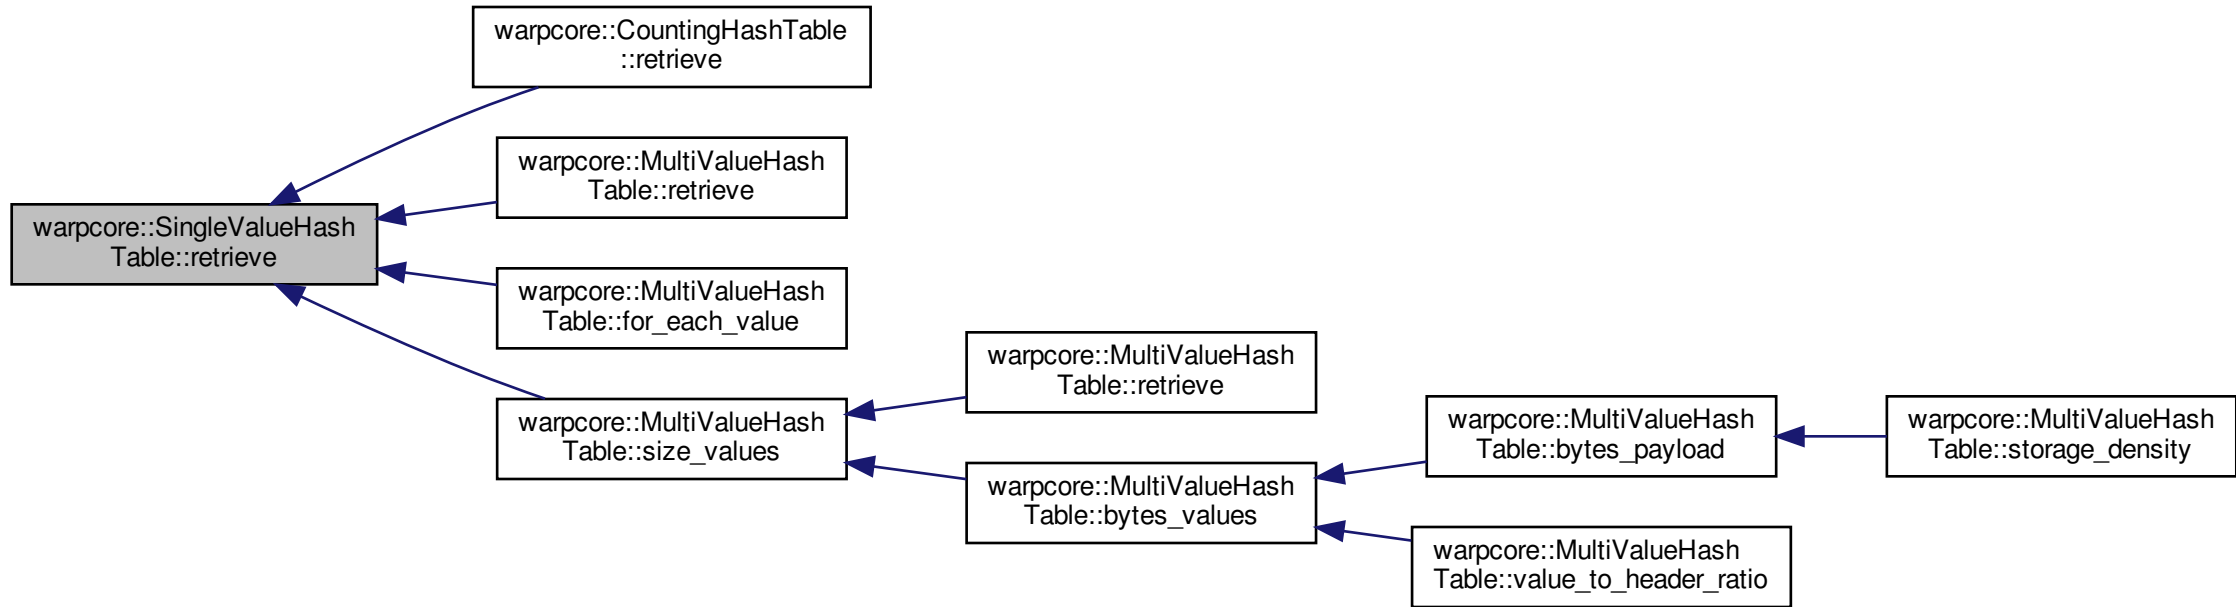 warpcore::CountingHashTable
::retrieve
warpcore::MultiValueHash
Table::retrieve
warpcore::SingleValueHash
Table::retrieve
warpcore::MultiValueHash
Table::for_each_value
warpcore::MultiValueHash
Table::retrieve
warpcore::MultiValueHash
Table::size_values
warpcore::MultiValueHash
Table::bytes_payload
warpcore::MultiValueHash
Table::storage_density
warpcore::MultiValueHash
Table::bytes_values
warpcore::MultiValueHash
Table::value_to_header_ratio